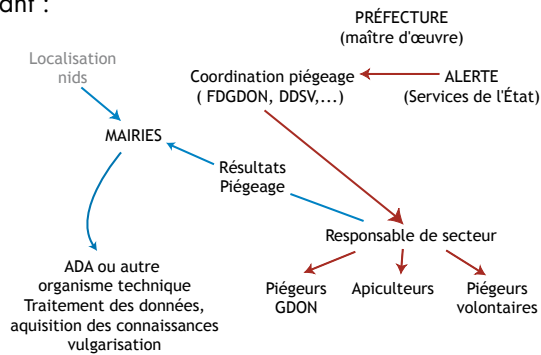 ant :
PRÉFECTURE
(maître d'œuvre)
Localisation
nids
Coordination piégeage
( FDGDON, DDSV,...)
ALERTE
(Services de l'État)
MAIRIES
Résultats
Piégeage
Responsable de secteur
ADA ou autre
organisme technique
Traitement des données,
aquisition des connaissances
vulgarisation
Piégeurs
GDON
Apiculteurs
Piégeurs
volontaires